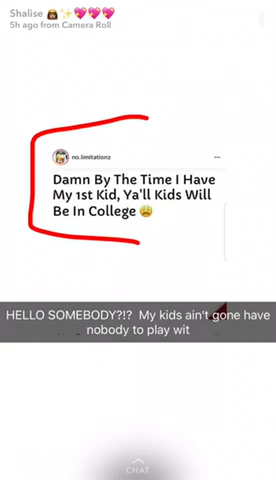 Shalise 👸🏽✨💖💖💖
5h ago from Camera Roll
no.limitationz
Damn By The Time I Have
My 1st Kid, Ya'll Kids Will
Be In College 😩
HELLO SOMEBODY?!? My kids ain't gone have
nobody to play wit
CHAT